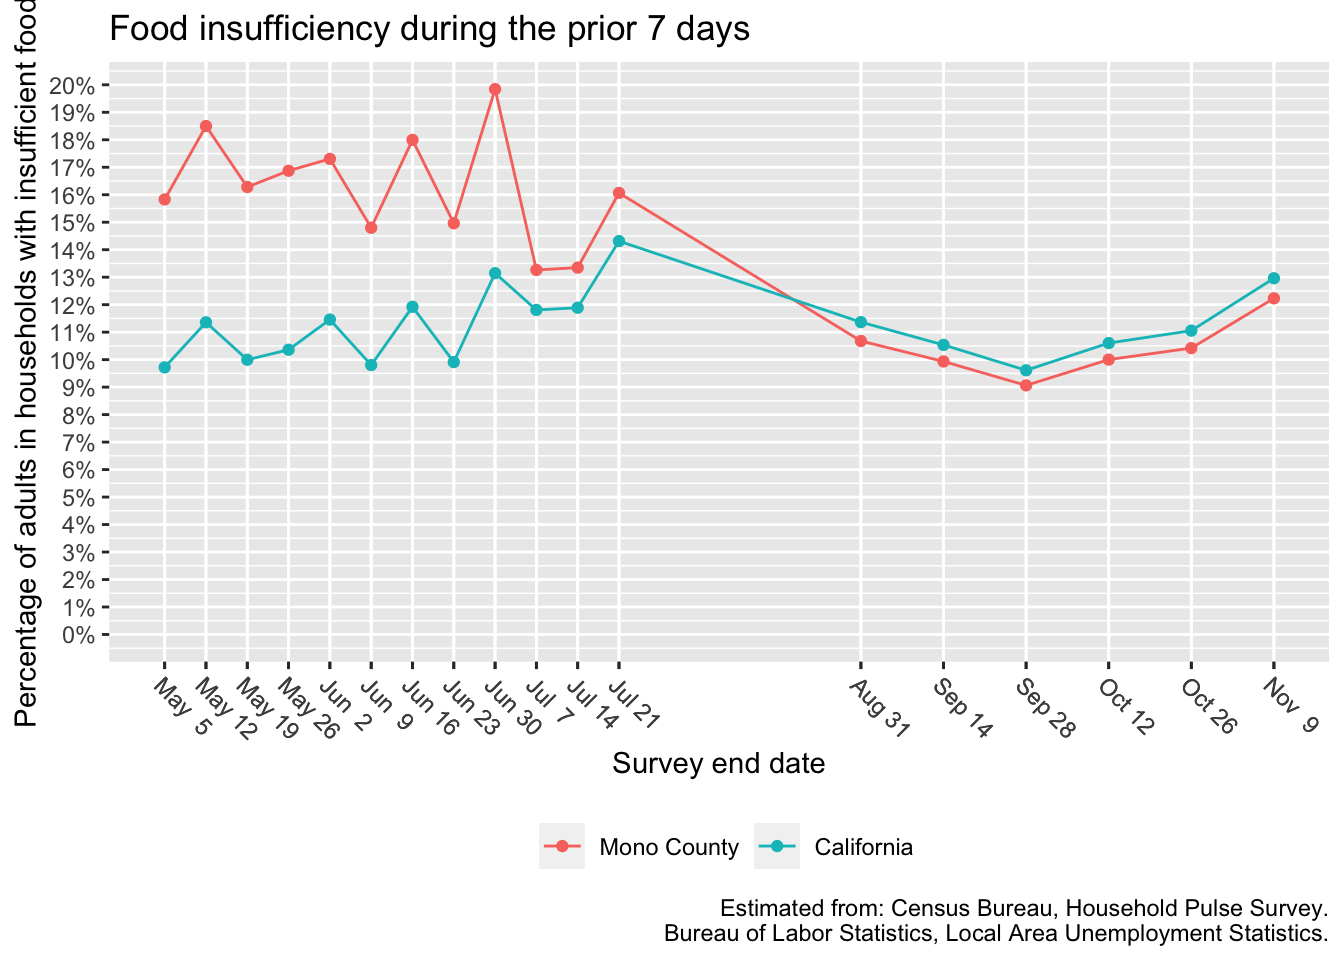 Food insufficiency during the prior 7 days
Percentage of adults in households with insufficient food
20%
19%
18%
17%
16%
15%
14%
13%
12%
11%
10%
9%
8%
7%
6%
5%
4%
3%
2%
1%
0%
May 5
May 12
May 19
May 26
Jun 2
Jun 9
Jun 16
Jun 23
Jun 30
Jul 7
Jul 14
Jul 21
Aug 31
Sep 14
Sep 28
Oct 12
Oct 26
Nov 9
Survey end date
Mono County
California
Estimated from: Census Bureau, Household Pulse Survey.
Bureau of Labor Statistics, Local Area Unemployment Statistics.